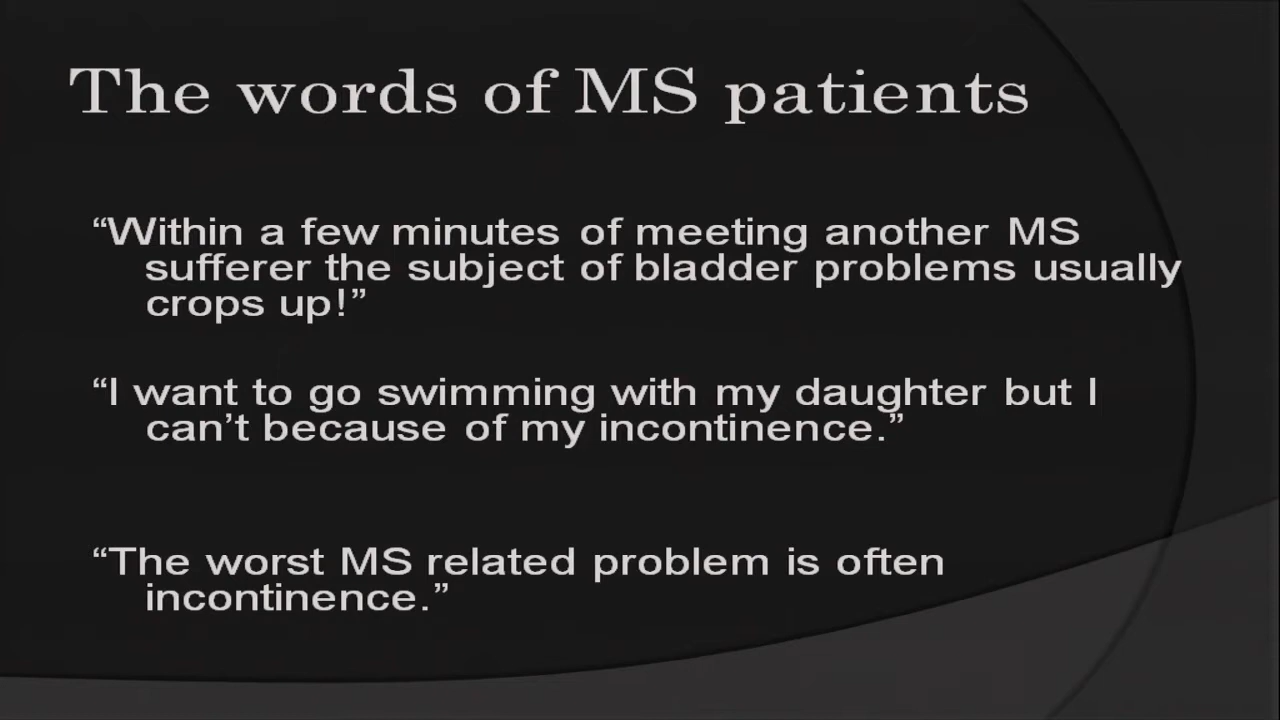 The words of MS patients
“Within a few minutes of meeting another MS
sufferer the subject of bladder problems usually
crops up!”
“I want to go swimming with my daughter but I
can’t because of my incontinence.”
“The worst MS related problem is often
incontinence.”